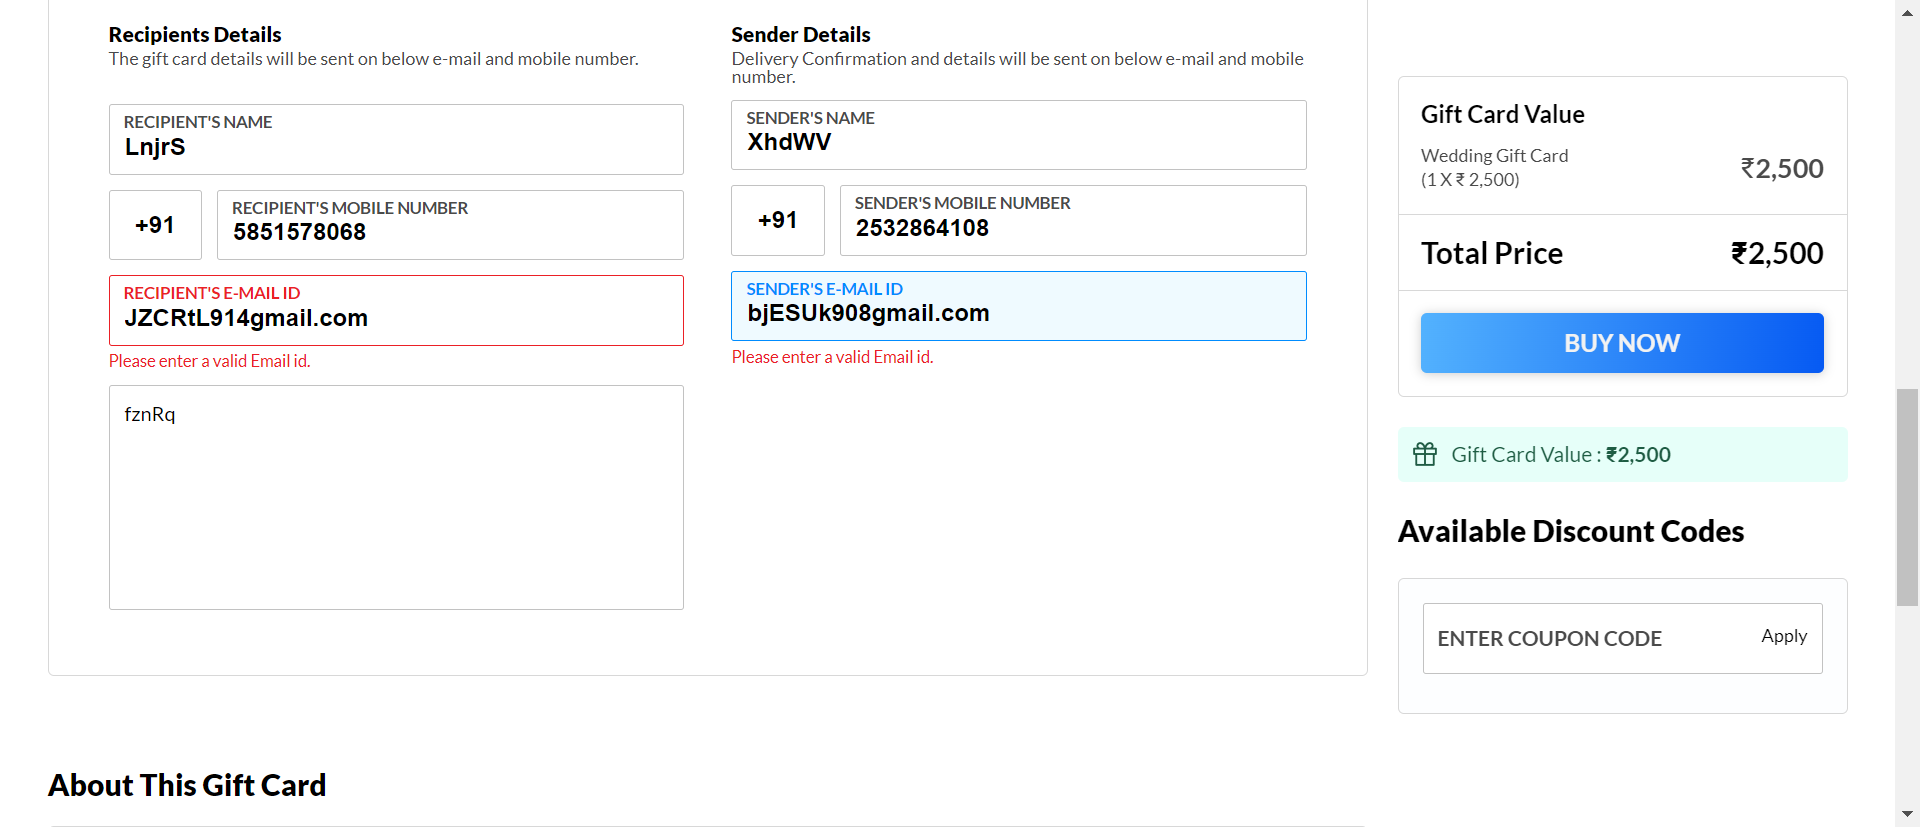 Recipients Details
The gift card details will be sent on below e-mail and mobile number.
RECIPIENT'S NAME
LnjrS
+91
RECIPIENT'S MOBILE NUMBER
5851578068
RECIPIENT'S E-MAIL ID
JZCRtL914gmail.com
Please enter a valid Email id.
fznRq
Sender Details
Delivery Confirmation and details will be sent on below e-mail and mobile
number.
SENDER'S NAME
XhdWV
+91
SENDER'S MOBILE NUMBER
2532864108
SENDER'S E-MAIL ID
bjESUk908gmail.com
Please enter a valid Email id.
Gift Card Value
Wedding Gift Card
(1 X ₹ 2,500)
₹2,500
Total Price
₹2,500
BUY NOW
Gift Card Value : ₹2,500
Available Discount Codes
ENTER COUPON CODE
Apply
About This Gift Card